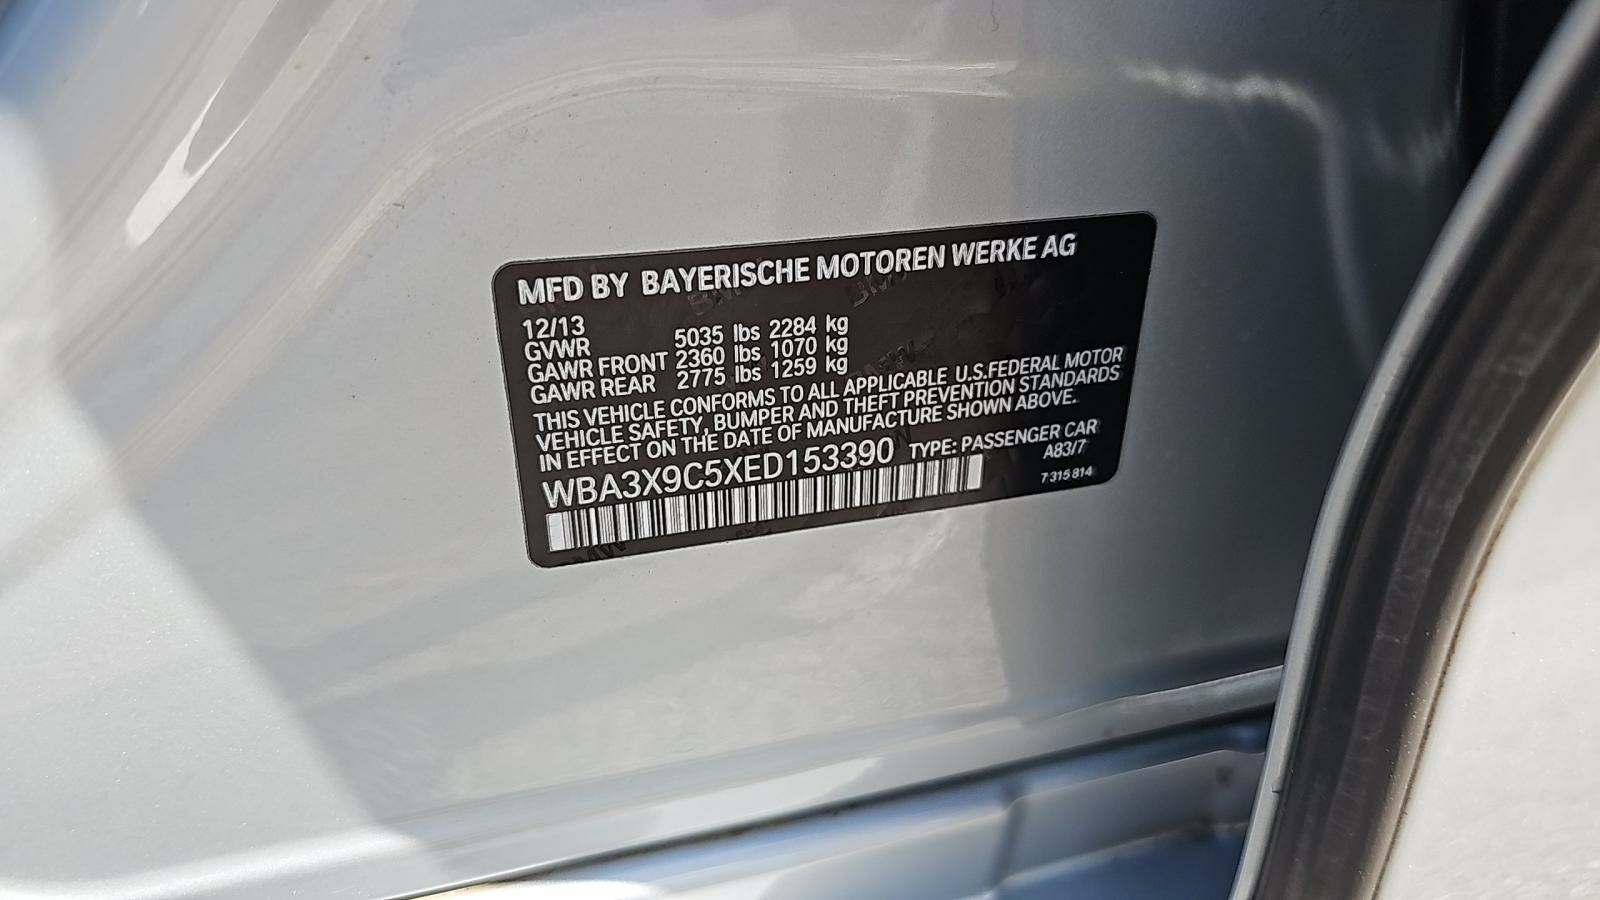 MFD BY BAYERISCHE MOTOREN WERKE AG
12/13
GVWR 5035 lbs 2284 kg
GAWR FRONT 2360 lbs 1070 kg
GAWR REAR 2775 lbs 1259 kg
THIS VEHICLE CONFORMS TO ALL APPLICABLE U.S.FEDERAL MOTOR
VEHICLE SAFETY, BUMPER AND THEFT PREVENTION STANDARDS
IN EFFECT ON THE DATE OF MANUFACTURE SHOWN ABOVE.
WBA3X9C5XED153390 TYPE: PASSENGER CAR
A83/7
7 315 814